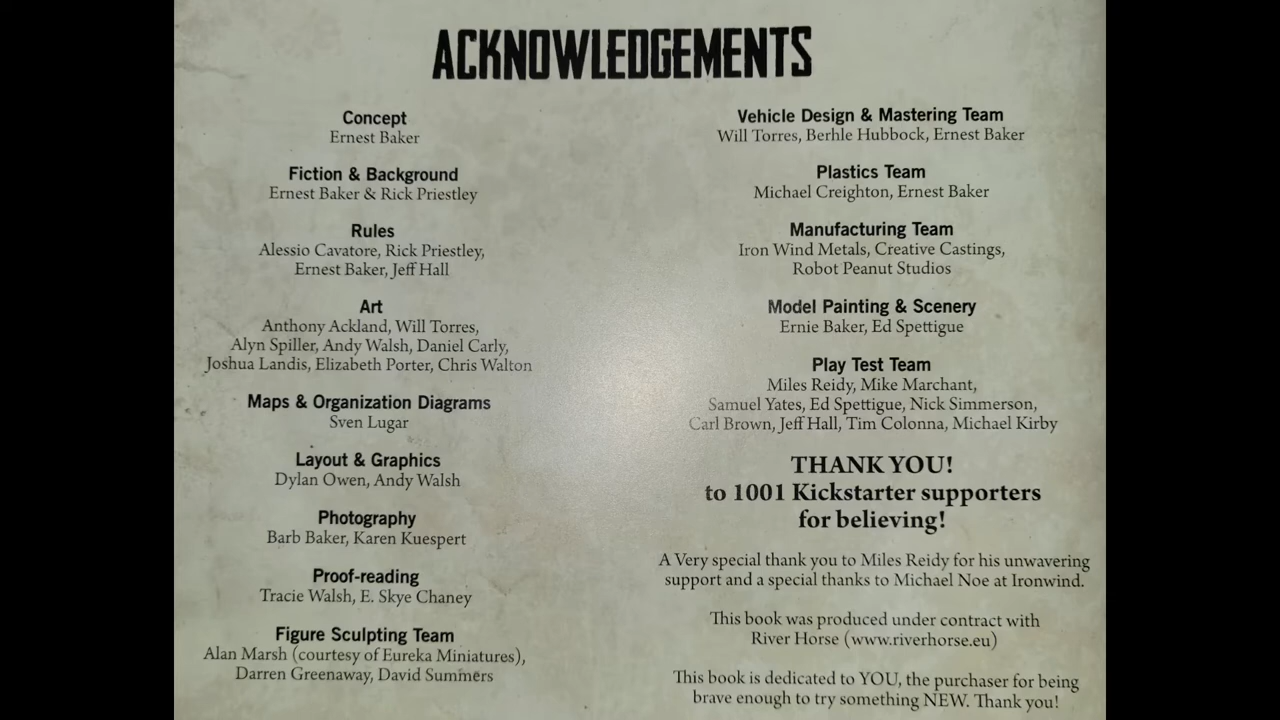 ACKNOWLEDGEMENTS
Concept
Ernest Baker
Fiction & Background
Ernest Baker & Rick Priestley
Rules
Alessio Cavatore, Rick Priestley,
Ernest Baker, Jeff Hall
Art
Anthony Ackland, Will Torres,
Alyn Spiller, Andy Walsh, Daniel Carly,
Joshua Landis, Elizabeth Porter, Chris Walton
Maps & Organization Diagrams
Sven Lugar
Layout & Graphics
Dylan Owen, Andy Walsh
Photography
Barb Baker, Karen Kuespert
Proof-reading
Tracie Walsh, E. Skye Chaney
Figure Sculpting Team
Alan Marsh (courtesy of Eureka Miniatures),
Darren Greenaway, David Summers
Vehicle Design & Mastering Team
Will Torres, Berhle Hubbock, Ernest Baker
Plastics Team
Michael Creighton, Ernest Baker
Manufacturing Team
Iron Wind Metals, Creative Castings,
Robot Peanut Studios
Model Painting & Scenery
Ernie Baker, Ed Spettigue
Play Test Team
Miles Reidy, Mike Marchant,
Samuel Yates, Ed Spettigue, Nick Simmerson,
Carl Brown, Jeff Hall, Tim Colonna, Michael Kirby
THANK YOU!
to 1001 Kickstarter supporters
for believing!
A Very special thank you to Miles Reidy for his unwavering
support and a special thanks to Michael Noe at Ironwind.
This book was produced under contract with
River Horse (www.riverhorse.eu)
This book is dedicated to YOU, the purchaser for being
brave enough to try something NEW. Thank you!